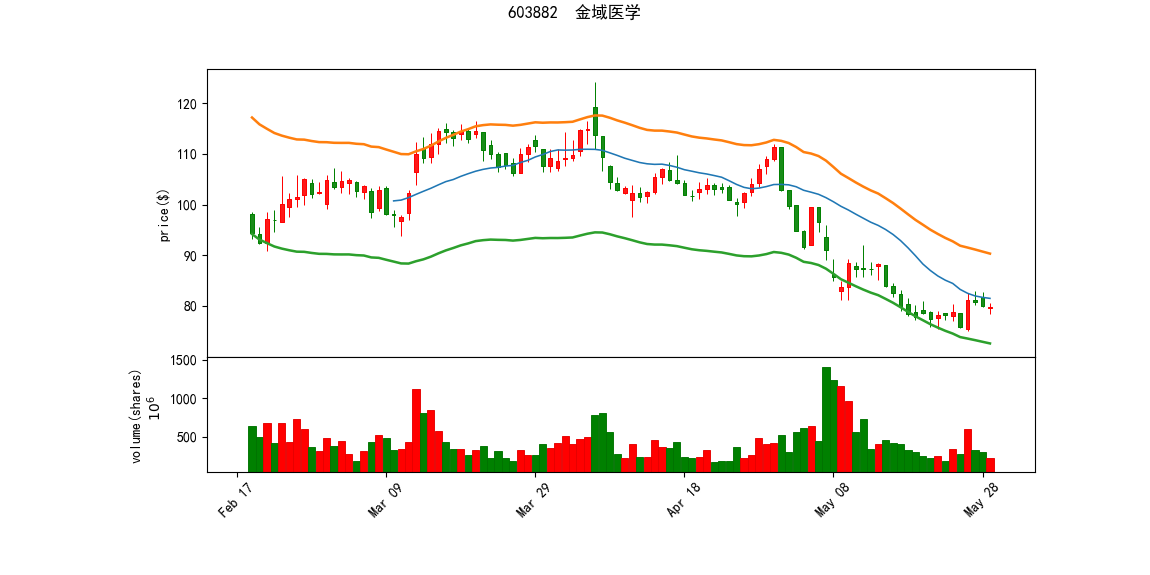 603882 金域医学
price($)
120
110
100
90
80
volume(shares)
10^6
1500
1000
500
Feb 17
Mar 09
Mar 29
Apr 18
May 08
May 28